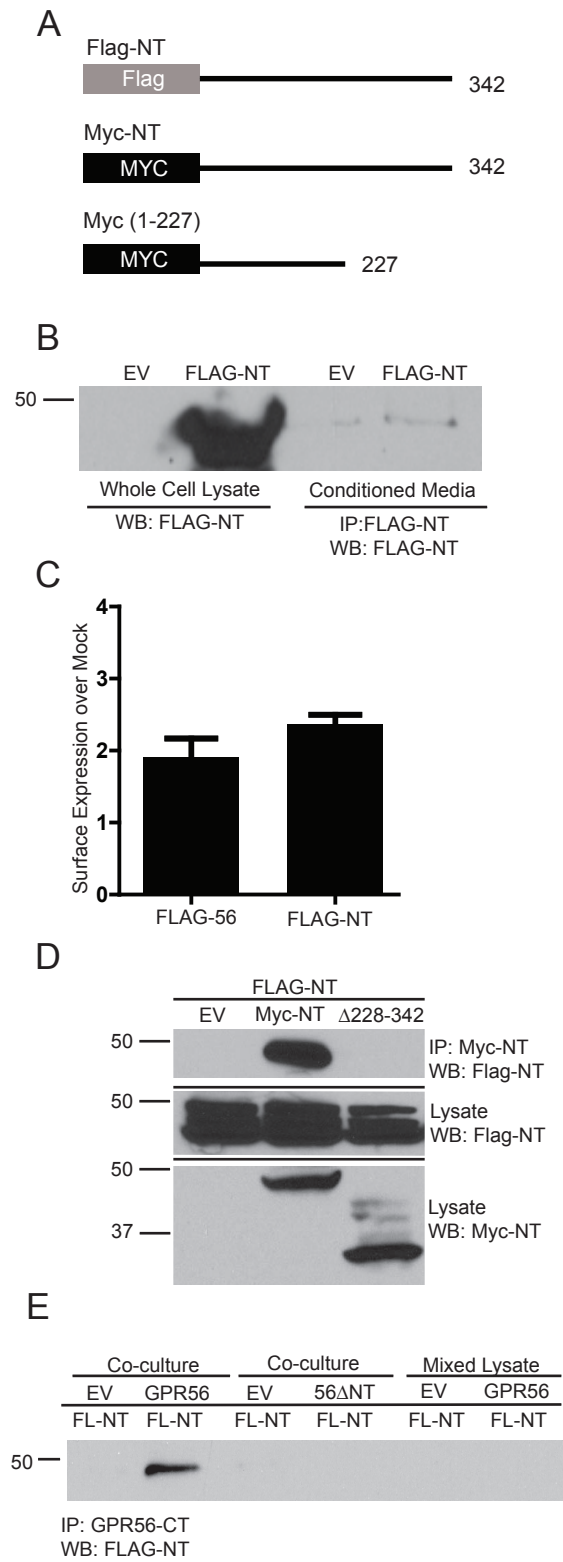 A
Flag-NT
Flag
342
Myc-NT
MYC
342
Myc (1-227)
MYC
227
B
EV FLAG-NT EV FLAG-NT
50
Whole Cell Lysate Conditioned Media
WB: FLAG-NT IP:FLAG-NT
WB: FLAG-NT
C
Surface Expression over Mock
4
3
2
1
0
FLAG-56 FLAG-NT
D
FLAG-NT
EV Myc-NT Δ228-342
50
IP: Myc-NT
WB: Flag-NT
50
Lysate
WB: Flag-NT
50
37
Lysate
WB: Myc-NT
E
Co-culture Co-culture Mixed Lysate
EV GPR56 EV 56ΔNT EV GPR56
FL-NT FL-NT FL-NT FL-NT FL-NT FL-NT
50
IP: GPR56-CT
WB: FLAG-NT